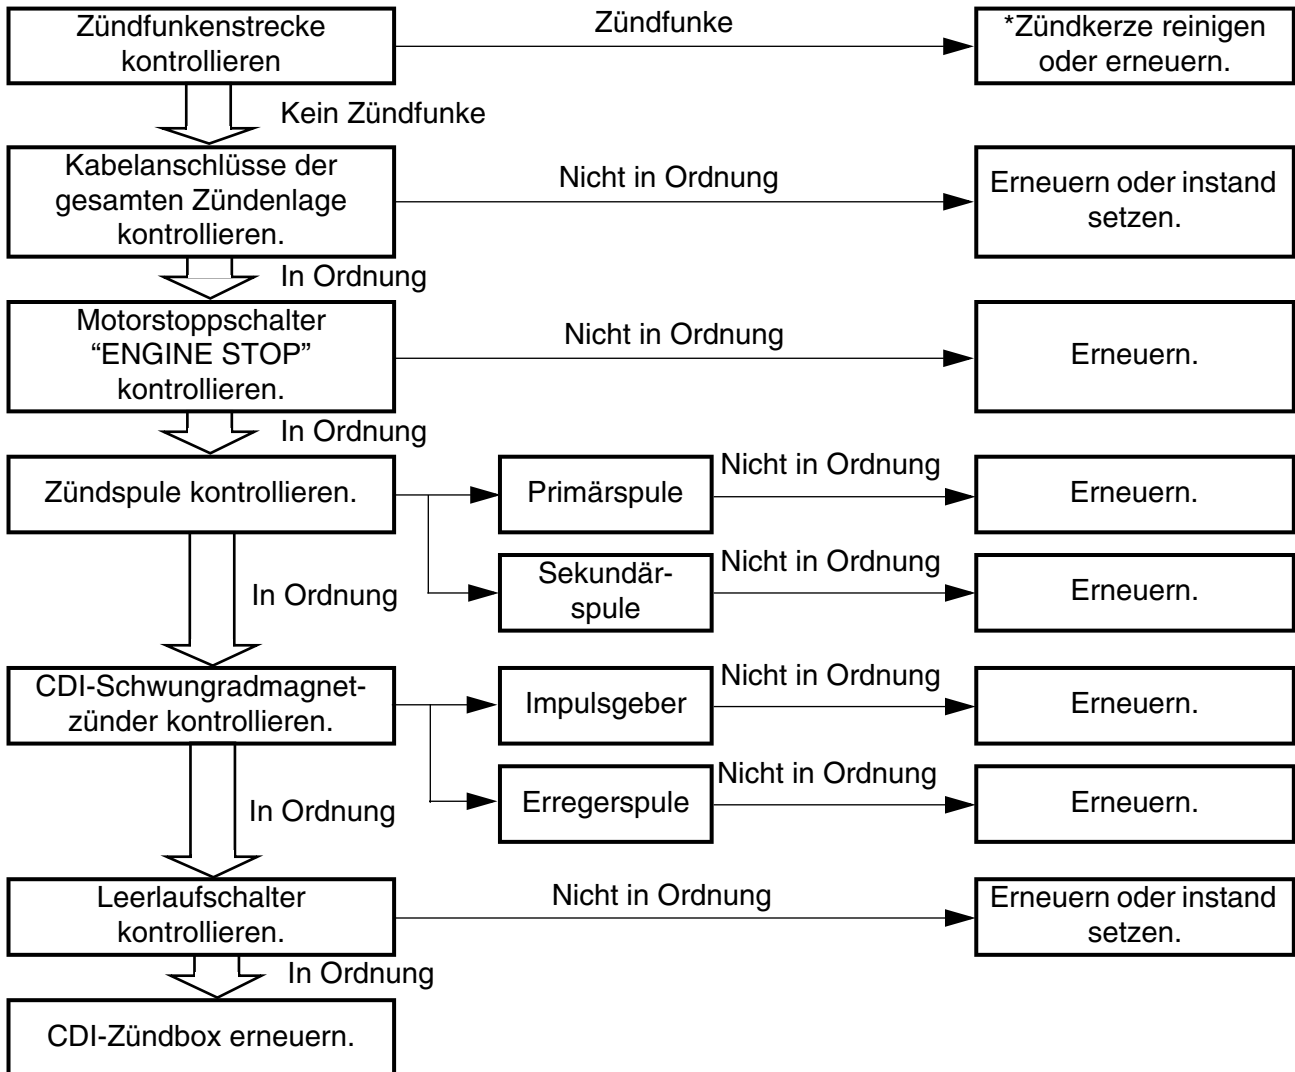 Zündfunkenstrecke
kontrollieren
Zündfunke
*Zündkerze reinigen
oder erneuern.
Kein Zündfunke
Kabelanschlüsse der
gesamten Zündenlage
kontrollieren.
Nicht in Ordnung
Erneuern oder instand
setzen.
In Ordnung
Motorstoppschalter
“ENGINE STOP”
kontrollieren.
Nicht in Ordnung
Erneuern.
In Ordnung
Zündspule kontrollieren.
Primärspule
Nicht in Ordnung
Erneuern.
Sekundär-
spule
Nicht in Ordnung
Erneuern.
In Ordnung
CDI-Schwungradmagnet-
zünder kontrollieren.
Impulsgeber
Nicht in Ordnung
Erneuern.
Erregerspule
Nicht in Ordnung
Erneuern.
In Ordnung
Leerlaufschalter
kontrollieren.
Nicht in Ordnung
Erneuern oder instand
setzen.
In Ordnung
CDI-Zündbox erneuern.